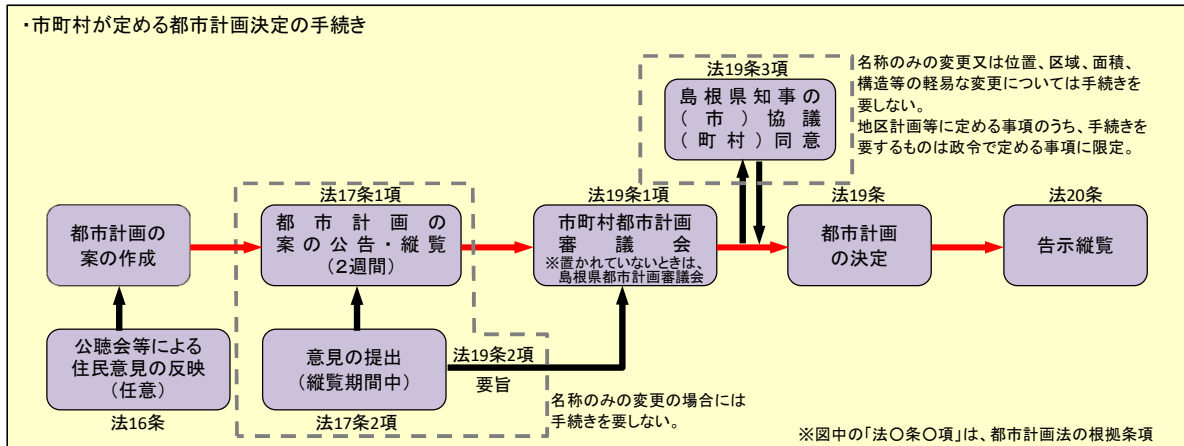 ・市町村が定める都市計画決定の手続き
法19条3項
島根県知事の
(市)協議
(町村)同意
名称のみの変更又は位置、区域、面積、
構造等の軽易な変更については手続きを
要しない。
地区計画等に定める事項のうち、手続きを
要するものは政令で定める事項に限定。
都市計画の
案の作成
法17条1項
都市計画の
案の公告・縦覧
(2週間)
法19条1項
市町村都市計画
審議会
※置かれていないときは、
島根県都市計画審議会
法19条
都市計画
の決定
法20条
告示縦覧
公聴会等による
住民意見の反映
(任意)
法16条
意見の提出
(縦覧期間中)
法17条2項
法19条2項
要旨
名称のみの変更の場合には
手続きを要しない。
※図中の「法〇条〇項」は、都市計画法の根拠条項